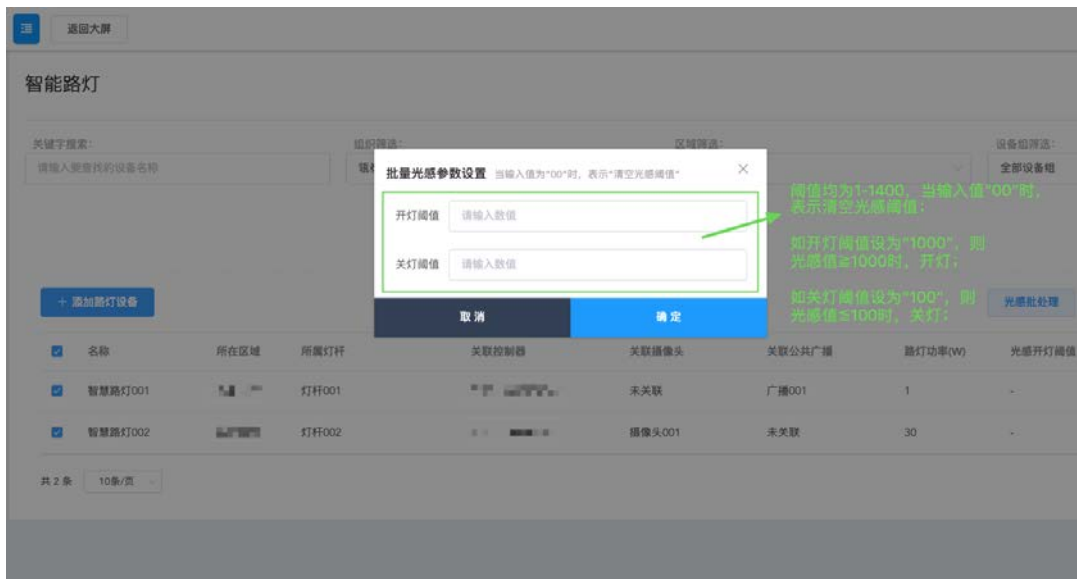 返回大屏
智能路灯
关键字搜索:
组织筛选:
区域筛选:
设备组筛选:
请输入要查找的设备名称
全部设备组
批量光感参数设置 当输入值为"00"时,表示"清空光感阈值"
开灯阈值 请输入数值
关灯阈值 请输入数值
取消
确定
阈值均为1-1400,当输入值"00"时,
表示清空光感阈值;
如开灯阈值设为"1000",则
光感值≧1000时,开灯;
如关灯阈值设为"100",则
光感值≦100时,关灯;
+ 添加路灯设备
光感批处理
名称 所在区域 所属灯杆 关联控制器 关联摄像头 关联公共广播 路灯功率(W) 光感开灯阈值
智慧路灯001 灯杆001 未关联 广播001 1 -
智慧路灯002 灯杆002 摄像头001 未关联 30 -
共 2 条 10条/页